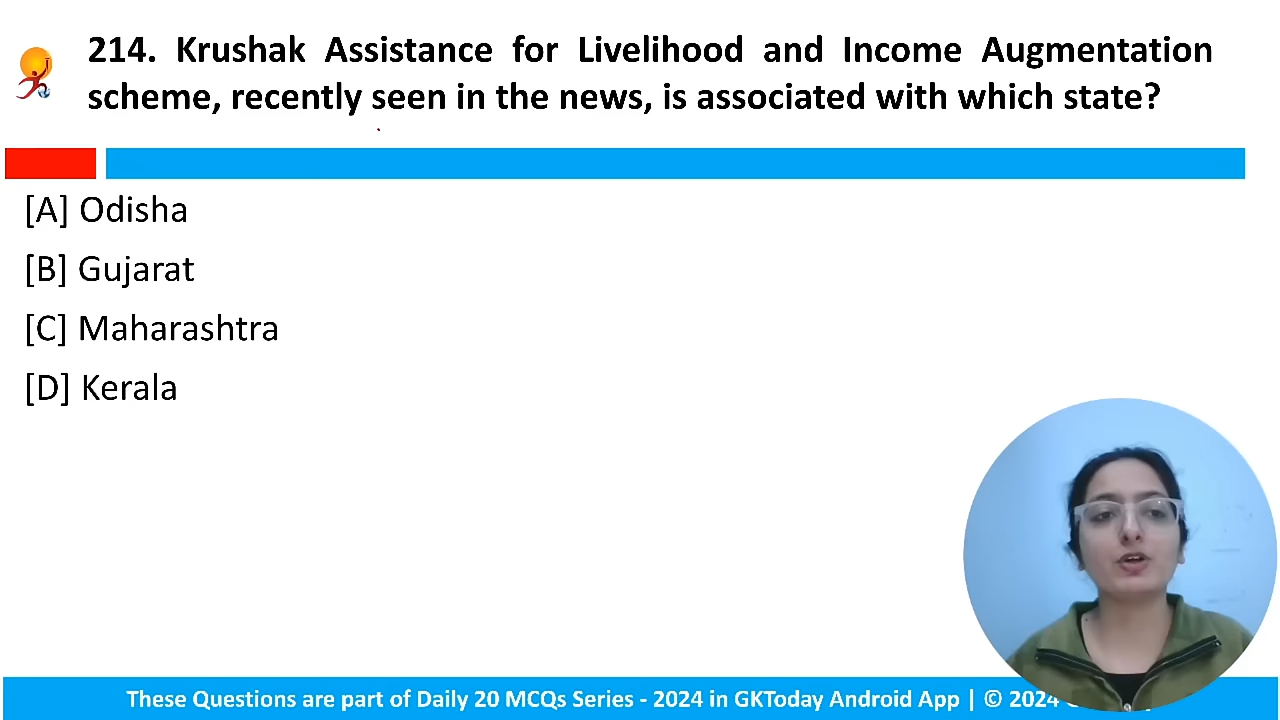 214. Krushak Assistance for Livelihood and Income Augmentation
scheme, recently seen in the news, is associated with which state?
[A] Odisha
[B] Gujarat
[C] Maharashtra
[D] Kerala
These Questions are part of Daily 20 MCQs Series - 2024 in GKToday Android App | © 2024